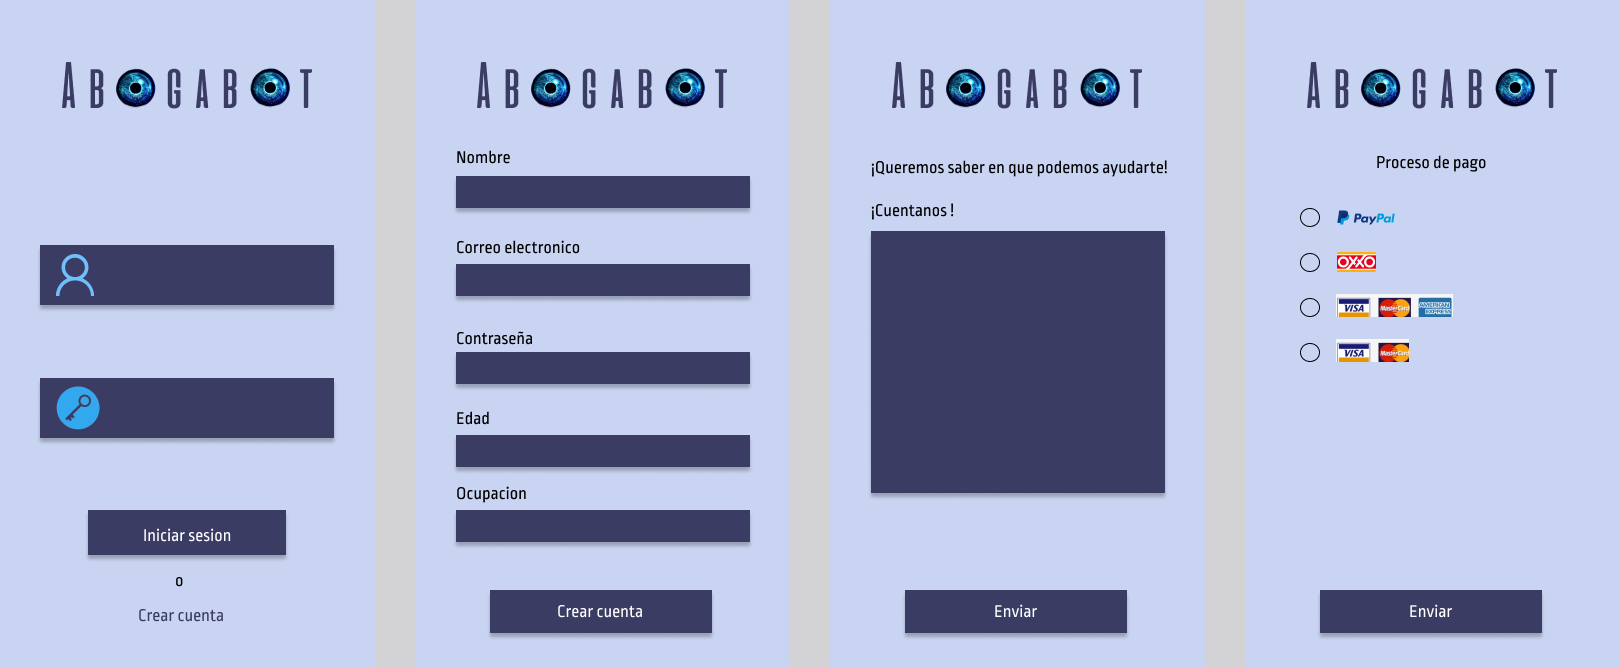 Abogabot
Iniciar sesion
o
Crear cuenta
Abogabot
Nombre
Correo electronico
Contraseña
Edad
Ocupacion
Crear cuenta
Abogabot
¡Queremos saber en que podemos ayudarte!
¡Cuentanos !
Enviar
Abogabot
Proceso de pago
PayPal
OXXO
VISA MasterCard AMERICAN EXPRESS
VISA MasterCard
Enviar